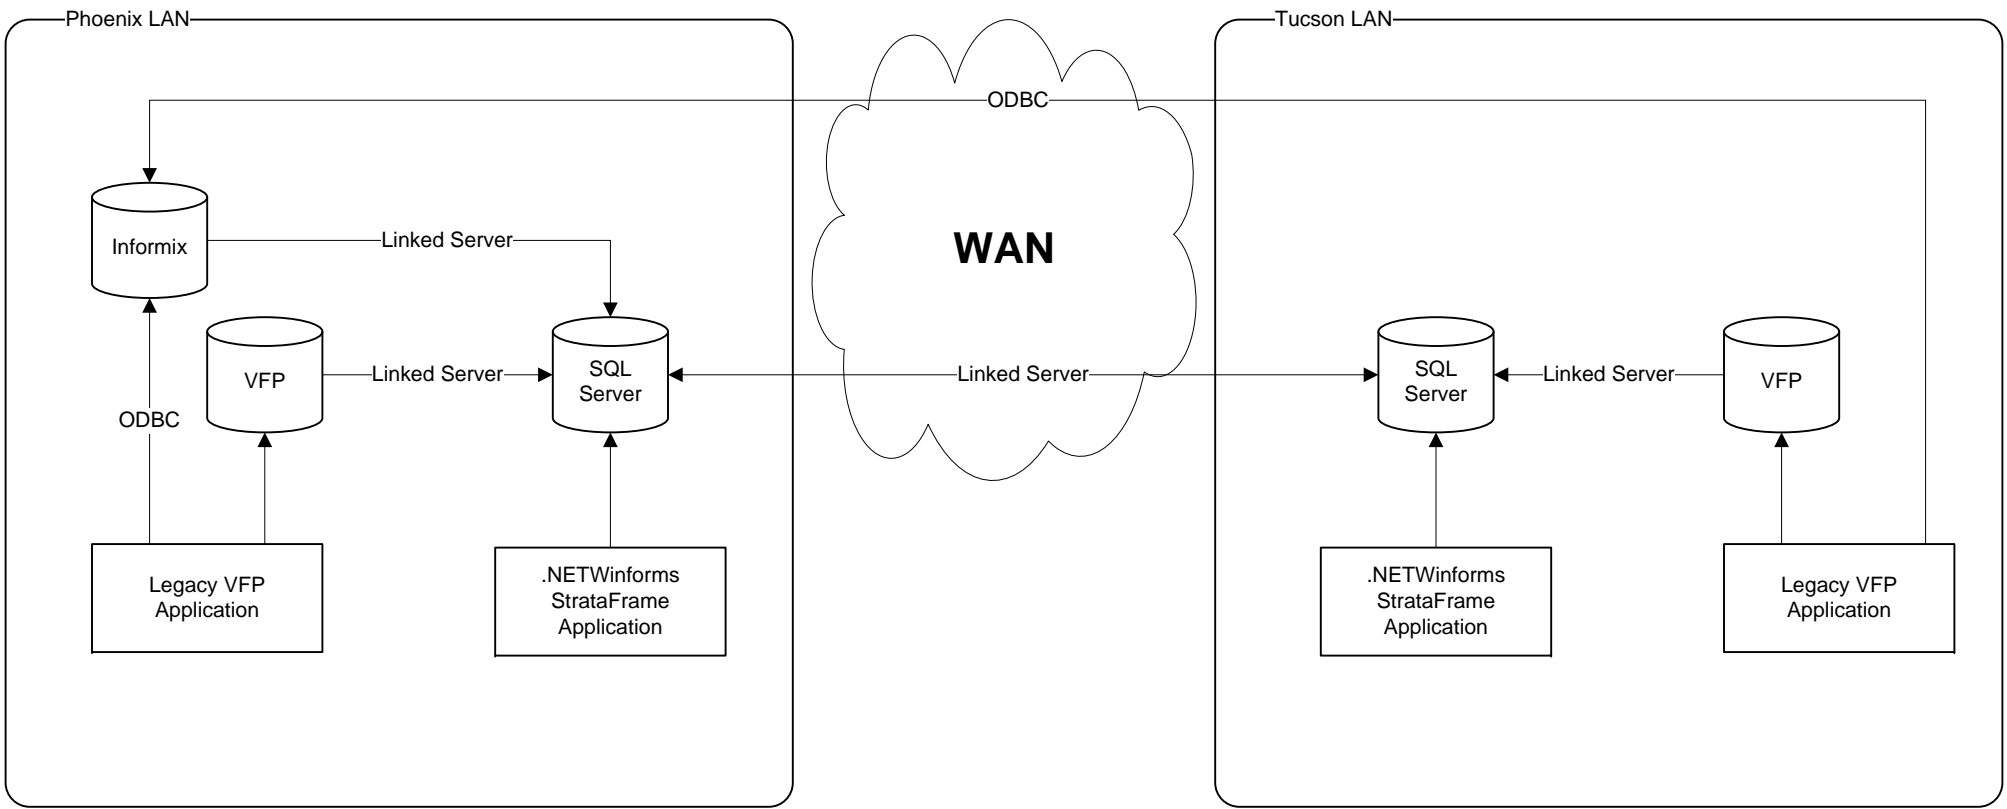 Phoenix LAN
Tucson LAN
ODBC
Informix
Linked Server
WAN
VFP
Linked Server
SQL
Server
Linked Server
SQL
Server
Linked Server
VFP
ODBC
Legacy VFP
Application
.NETWinforms
StrataFrame
Application
.NETWinforms
StrataFrame
Application
Legacy VFP
Application